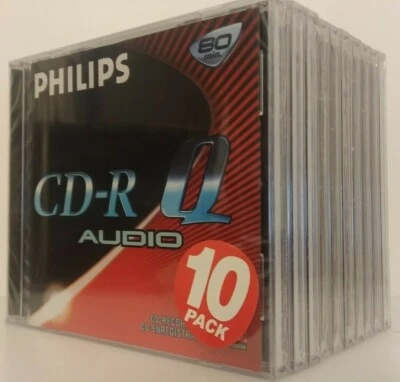 PHILIPS
80
min.
CD-R Q
AUDIO
10
PACK